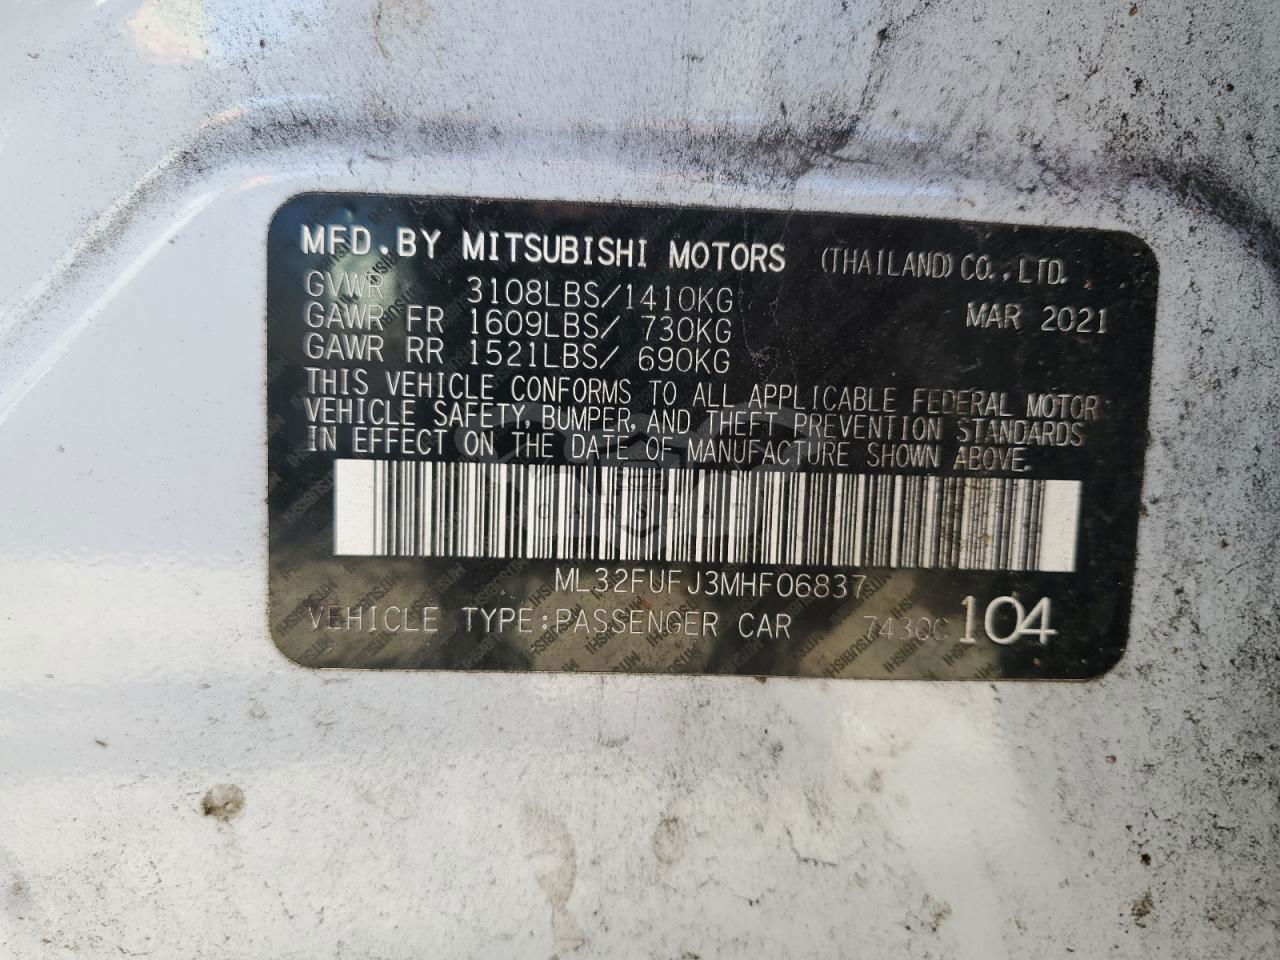 MFD.BY MITSUBISHI MOTORS (THAILAND) CO.,LTD.
GVWR 3108LBS/1410KG MAR 2021
GAWR FR 1609LBS/ 730KG
GAWR RR 1521LBS/ 690KG
THIS VEHICLE CONFORMS TO ALL APPLICABLE FEDERAL MOTOR
VEHICLE SAFETY, BUMPER, AND THEFT PREVENTION STANDARDS
IN EFFECT ON THE DATE OF MANUFACTURE SHOWN ABOVE.
ML32FUFJ3MHF06837
VEHICLE TYPE:PASSENGER CAR 104